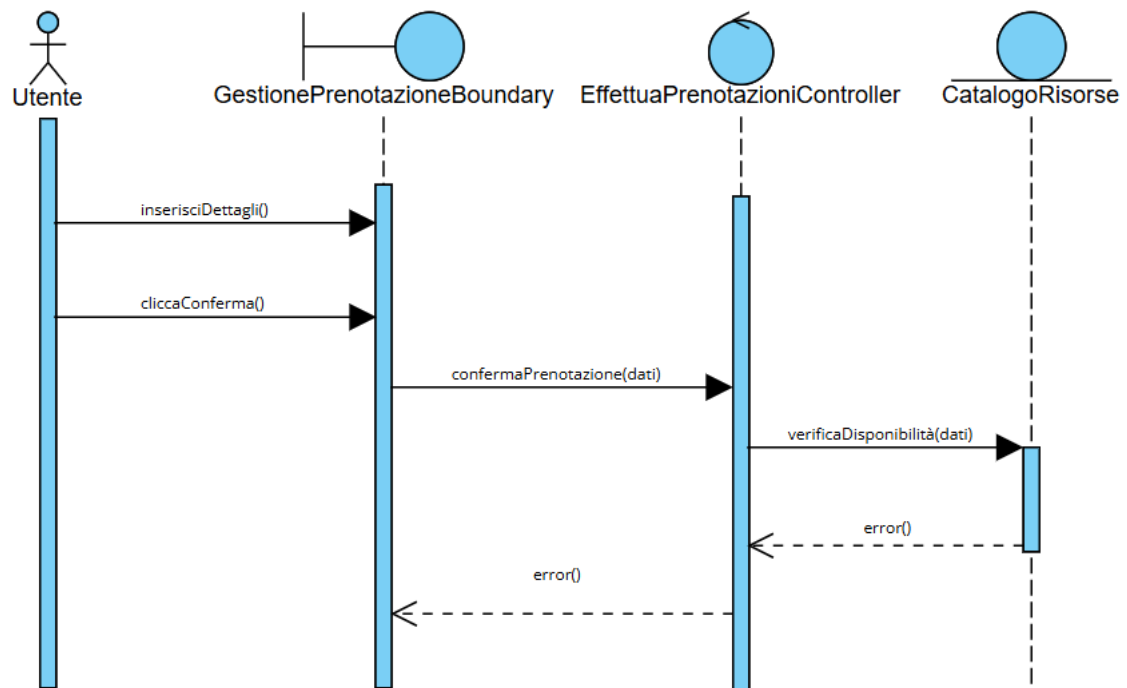 Utente
GestionePrenotazioneBoundary
EffettuaPrenotazioniController
CatalogoRisorse
inserisciDettagli()
cliccaConferma()
confermaPrenotazione(dati)
verificaDisponibilità(dati)
error()
error()